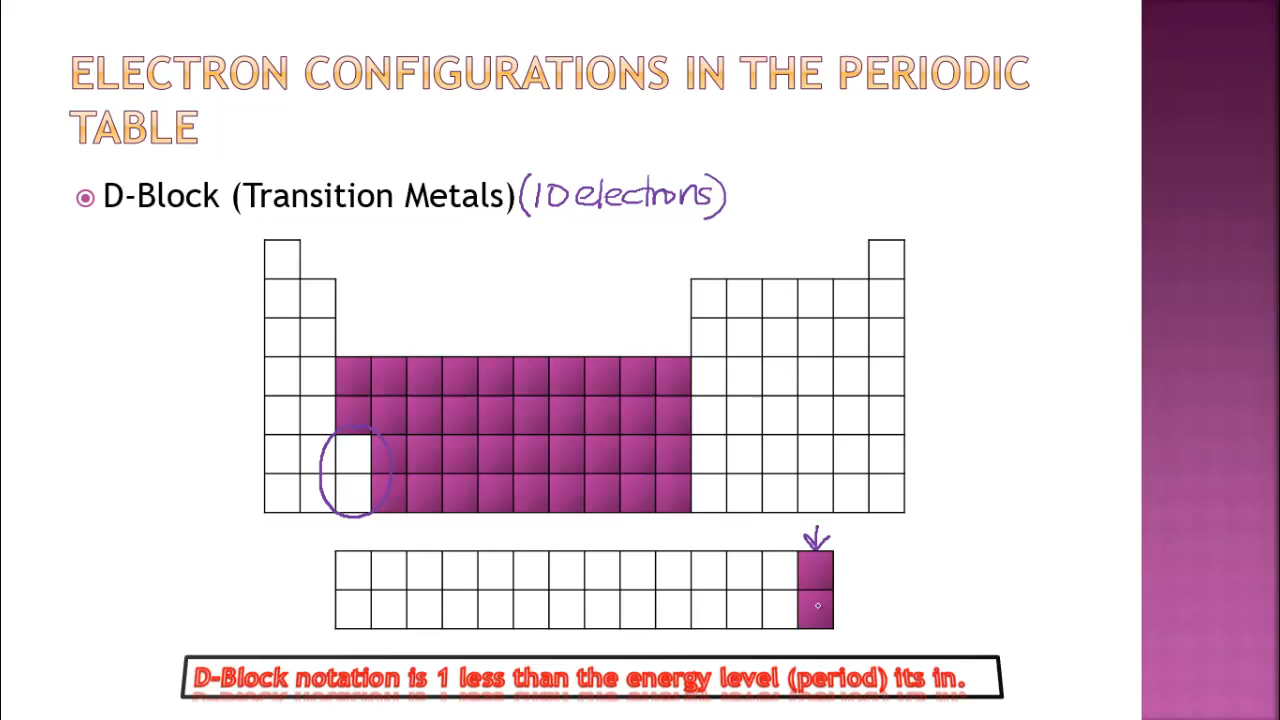 ELECTRON CONFIGURATIONS IN THE PERIODIC
TABLE
D-Block (Transition Metals) (10 electrons)
D-Block notation is 1 less than the energy level (period) its in.